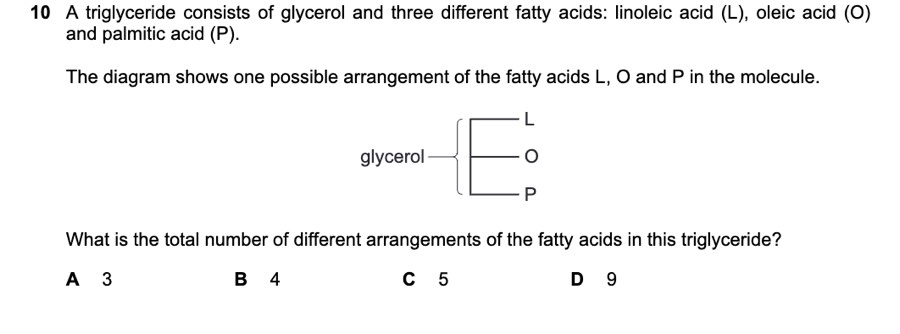 10 A triglyceride consists of glycerol and three different fatty acids: linoleic acid (L), oleic acid (O)
and palmitic acid (P).
The diagram shows one possible arrangement of the fatty acids L, O and P in the molecule.
L
glycerol O
P
What is the total number of different arrangements of the fatty acids in this triglyceride?
A 3 B 4 C 5 D 9